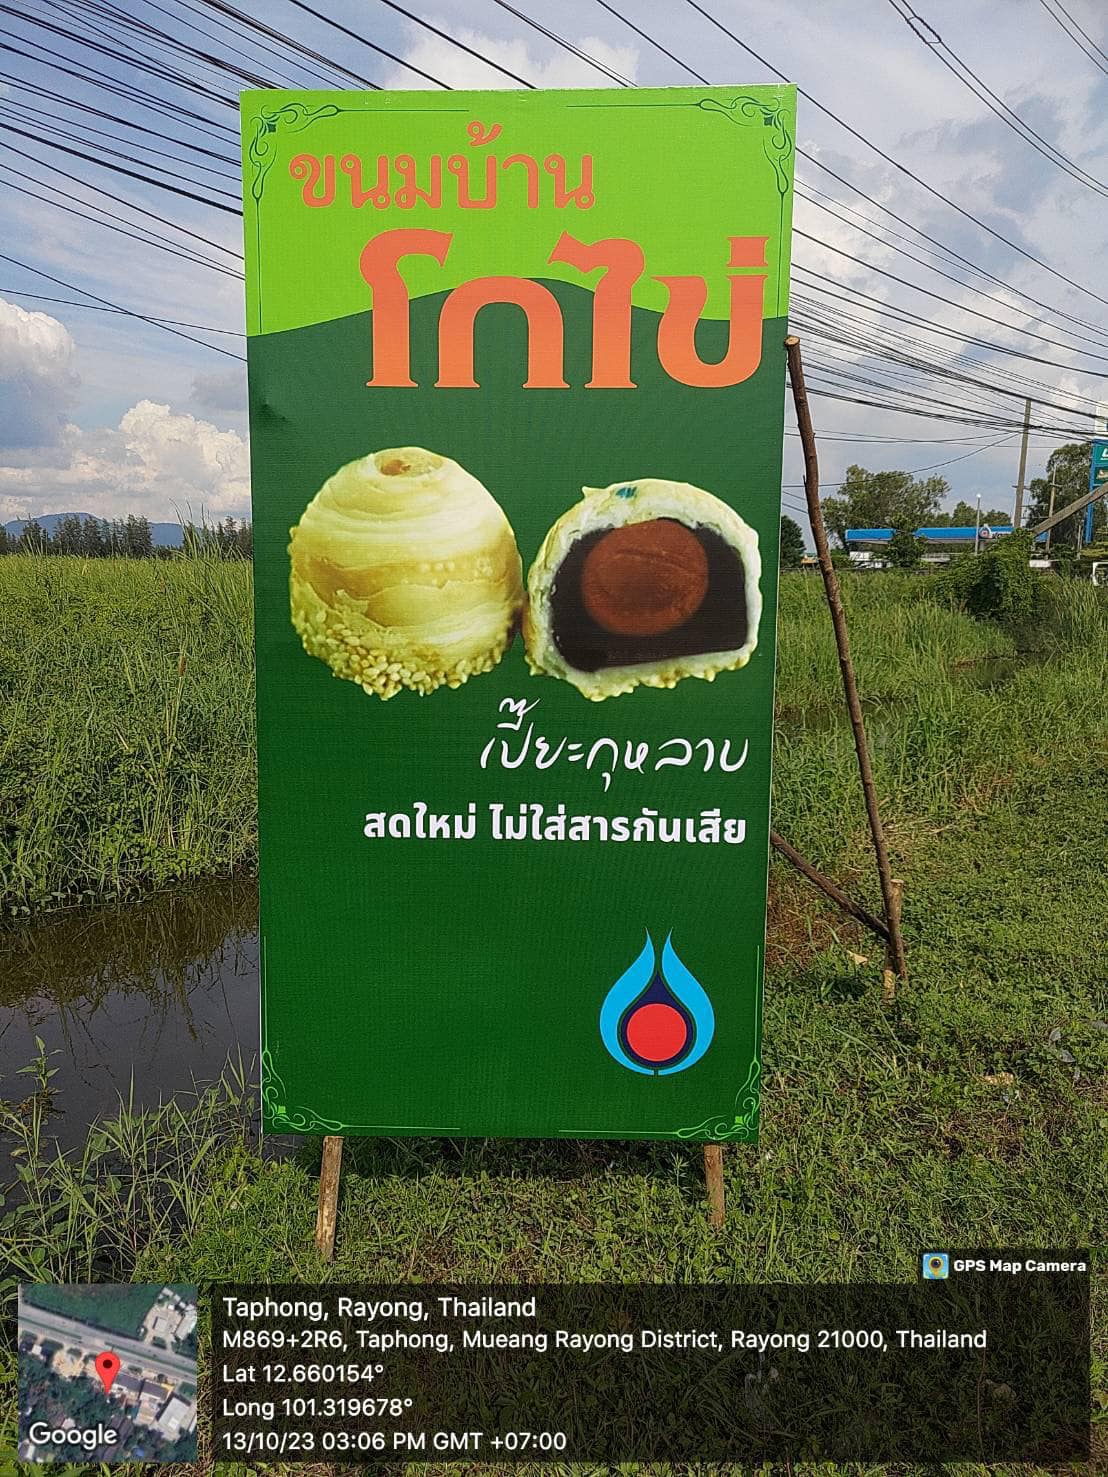 ขนมบ้าน
โกไข่
เปี๊ยะกุหลาบ
สดใหม่ ไม่ใส่สารกันเสีย
GPS Map Camera
Taphong, Rayong, Thailand
M869+2R6, Taphong, Mueang Rayong District, Rayong 21000, Thailand
Lat 12.660154°
Long 101.319678°
13/10/23 03:06 PM GMT +07:00
Google